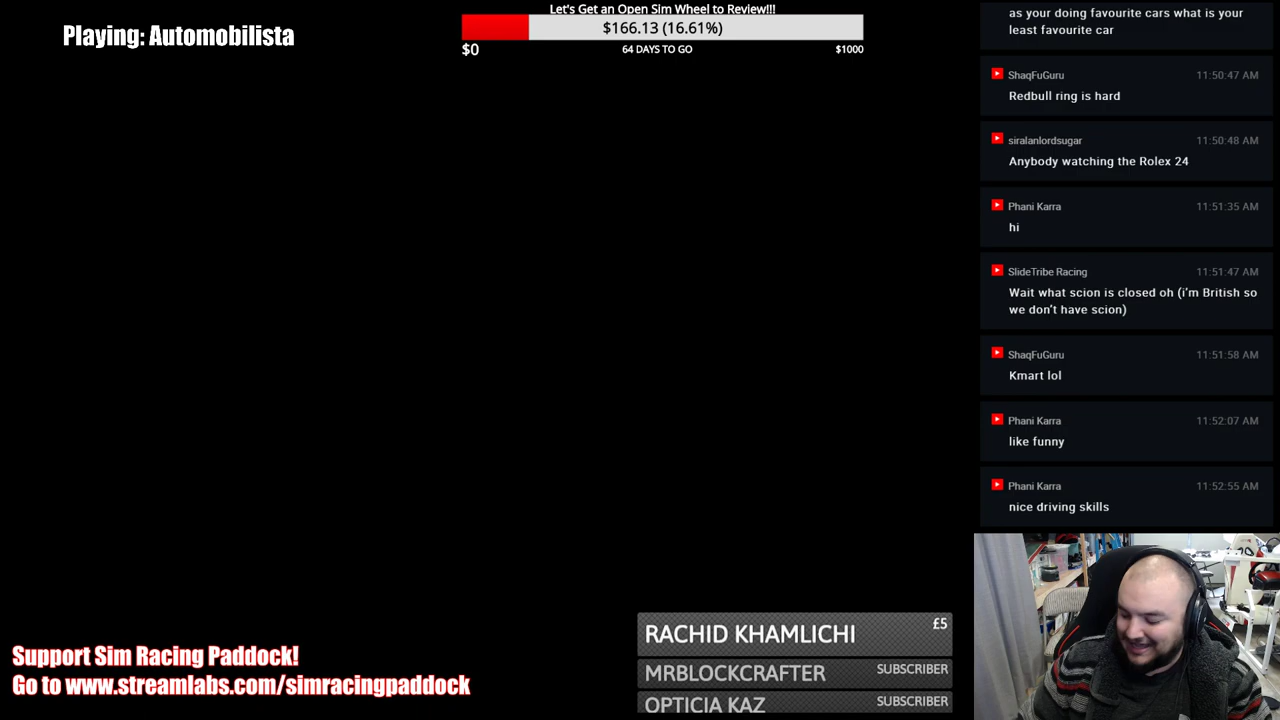 Playing: Automobilista
Let's Get an Open Sim Wheel to Review!!!
$166.13 (16.61%)
$0
64 DAYS TO GO
$1000
as your doing favourite cars what is your
least favourite car
ShaqFuGuru 11:50:47 AM
Redbull ring is hard
siralanlordsugar 11:50:48 AM
Anybody watching the Rolex 24
Phani Karra 11:51:35 AM
hi
SlideTribe Racing 11:51:47 AM
Wait what scion is closed oh (i'm British so
we don't have scion)
ShaqFuGuru 11:51:58 AM
Kmart lol
Phani Karra 11:52:07 AM
like funny
Phani Karra 11:52:55 AM
nice driving skills
RACHID KHAMLICHI £5
MRBLOCKCRAFTER SUBSCRIBER
OPTICIA KAZ SUBSCRIBER
Support Sim Racing Paddock!
Go to www.streamlabs.com/simracingpaddock